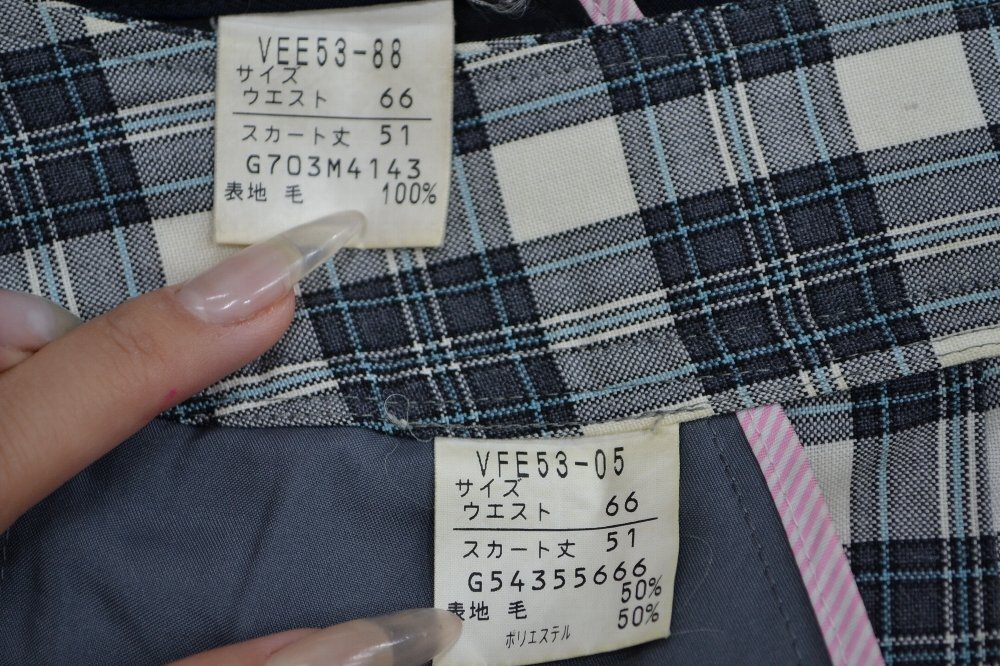 VEE53-88
サイズ
ウエスト 66
スカート丈 51
G703M4143
表地 毛 100%
VFE53-05
サイズ
ウエスト 66
スカート丈 51
G54355666
表地 毛 50%
ポリエステル 50%